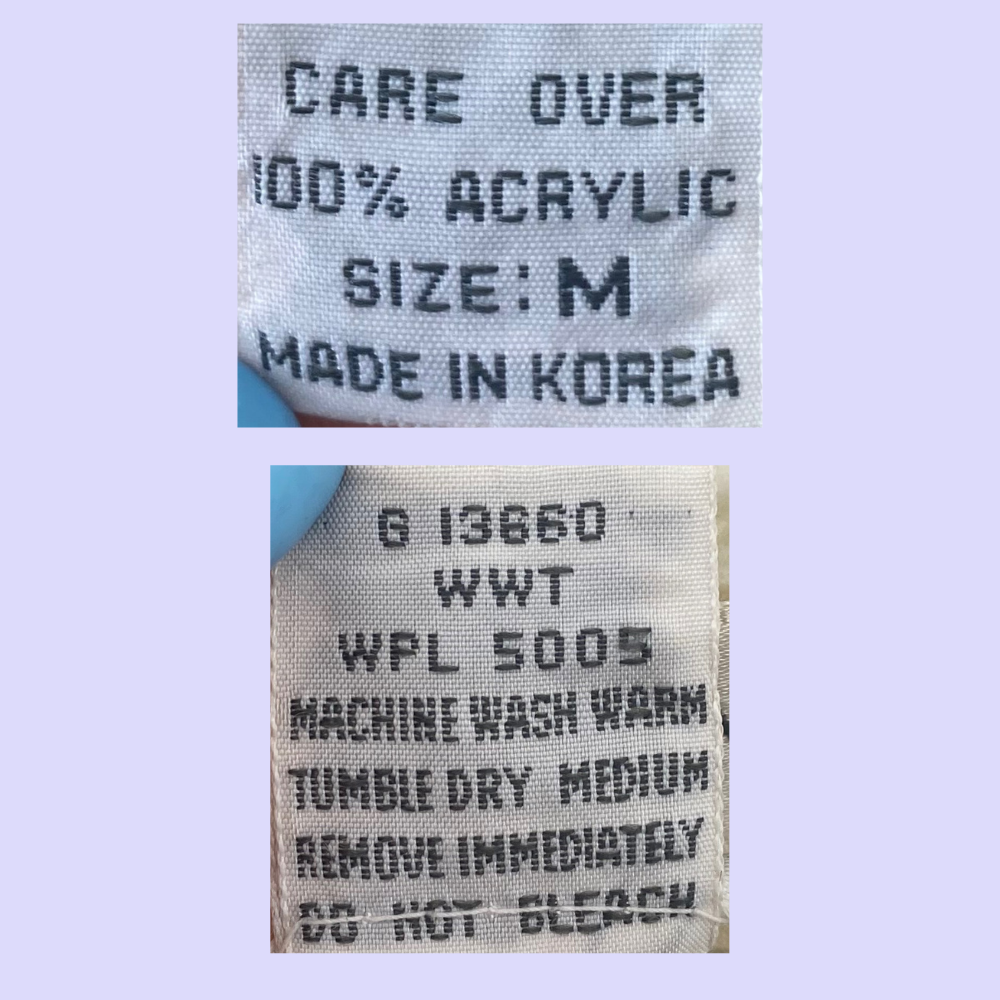 CARE OVER
100% ACRYLIC
SIZE: M
MADE IN KOREA
G 13660
WWT
WPL 5005
MACHINE WASH WARM
TUMBLE DRY MEDIUM
REMOVE IMMEDIATELY
DO NOT BLEACH